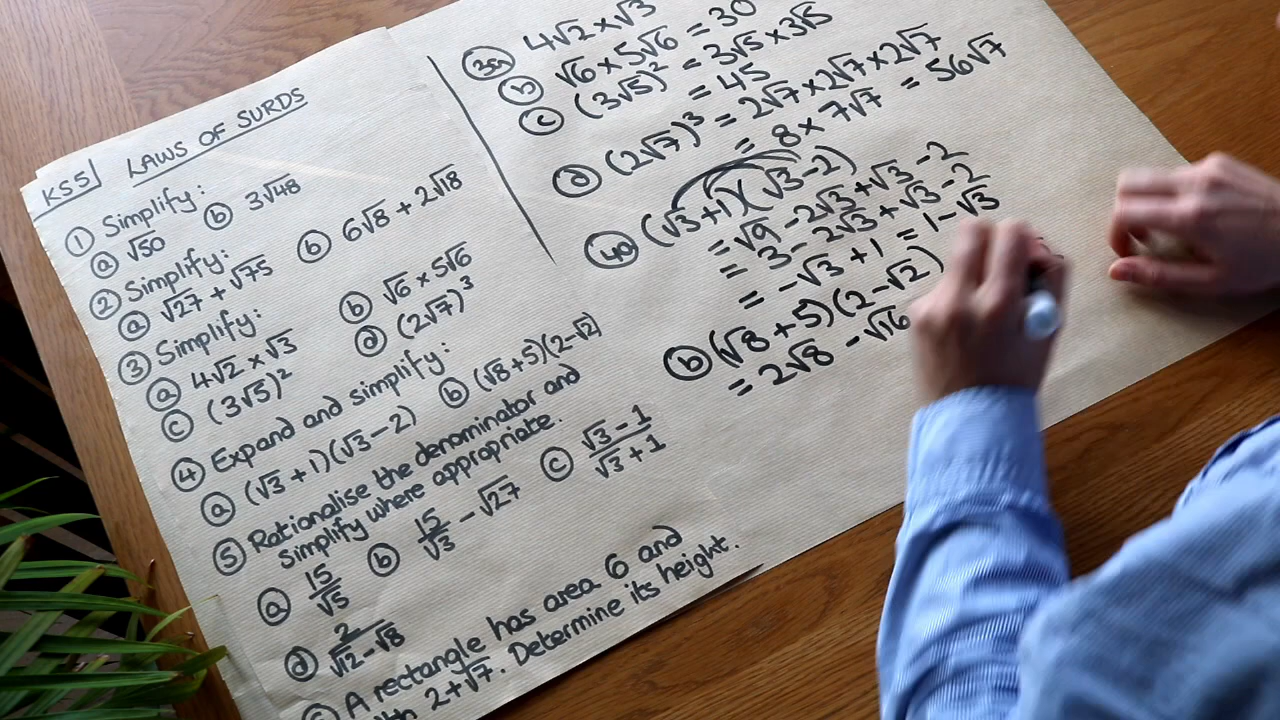 KS5
LAWS OF SURDS
① Simplify:
ⓐ √50 ⓑ 3√48
② Simplify:
ⓐ √27 + √75 ⓑ 6√8 + 2√18
③ Simplify:
ⓐ 4√2 × √3 ⓑ √6 × 5√6
ⓒ (3√5)² ⓓ (2√7)³
④ Expand and simplify:
ⓐ (√3 + 1)(√3 − 2) ⓑ (√8 + 5)(2 − √2)
⑤ Rationalise the denominator and
simplify where appropriate.
ⓐ 15/√5 ⓑ 15/√3 − √27 ⓒ (√3 − 1)/(√3 + 1)
ⓓ 2/(√12 − √8)
A rectangle has area 6 and
2 + √7. Determine its height.
3a 4√2 × √3
ⓑ √6 × 5√6 = 30
ⓒ (3√5)² = 3√5 × 3√5
= 45
ⓓ (2√7)³ = 2√7 × 2√7 × 2√7
= 8 × 7√7 = 56√7
4a (√3 + 1)(√3 − 2)
= √9 − 2√3 + √3 − 2
= 3 − 2√3 + √3 − 2
= −√3 + 1 = 1 − √3
ⓑ (√8 + 5)(2 − √2)
= 2√8 − √16